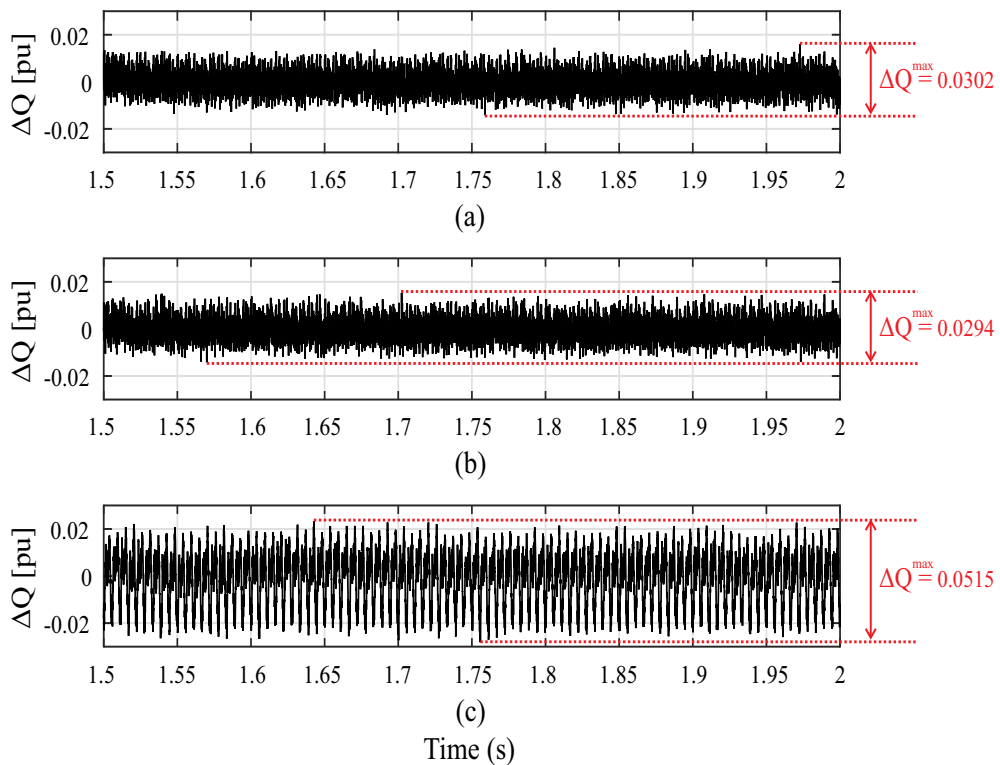 ΔQ [pu]
0.02
0
-0.02
ΔQ^max = 0.0302
1.5 1.55 1.6 1.65 1.7 1.75 1.8 1.85 1.9 1.95 2
(a)
ΔQ [pu]
0.02
0
-0.02
ΔQ^max = 0.0294
1.5 1.55 1.6 1.65 1.7 1.75 1.8 1.85 1.9 1.95 2
(b)
ΔQ [pu]
0.02
0
-0.02
ΔQ^max = 0.0515
1.5 1.55 1.6 1.65 1.7 1.75 1.8 1.85 1.9 1.95 2
(c)
Time (s)